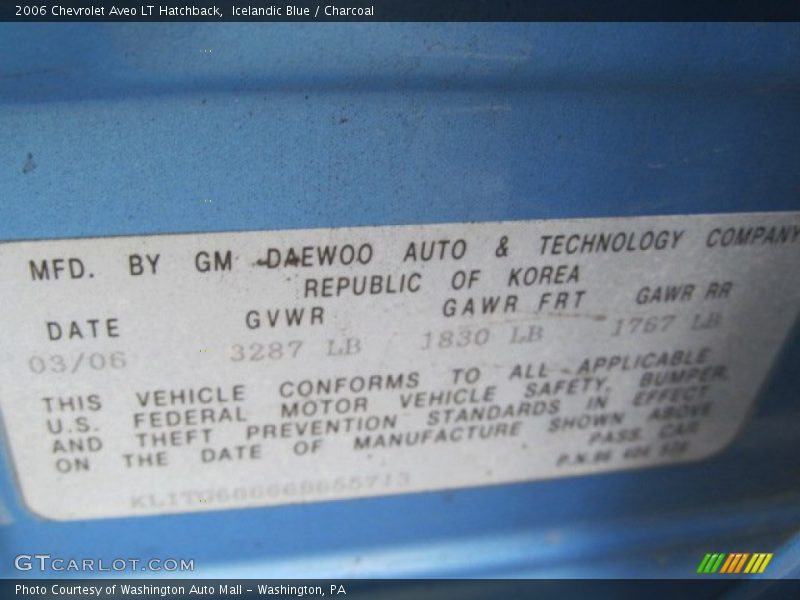 2006 Chevrolet Aveo LT Hatchback, Icelandic Blue / Charcoal
MFD. BY GM DAEWOO AUTO & TECHNOLOGY COMPANY
REPUBLIC OF KOREA
DATE GVWR GAWR FRT GAWR RR
03/06 3287 LB 1830 LB 1767 LB
THIS VEHICLE CONFORMS TO ALL APPLICABLE
U.S. FEDERAL MOTOR VEHICLE SAFETY, BUMPER,
AND THEFT PREVENTION STANDARDS IN EFFECT
ON THE DATE OF MANUFACTURE SHOWN ABOVE
PASS. CAR
P.N.96
GTCarLot.com
Photo Courtesy of Washington Auto Mall - Washington, PA